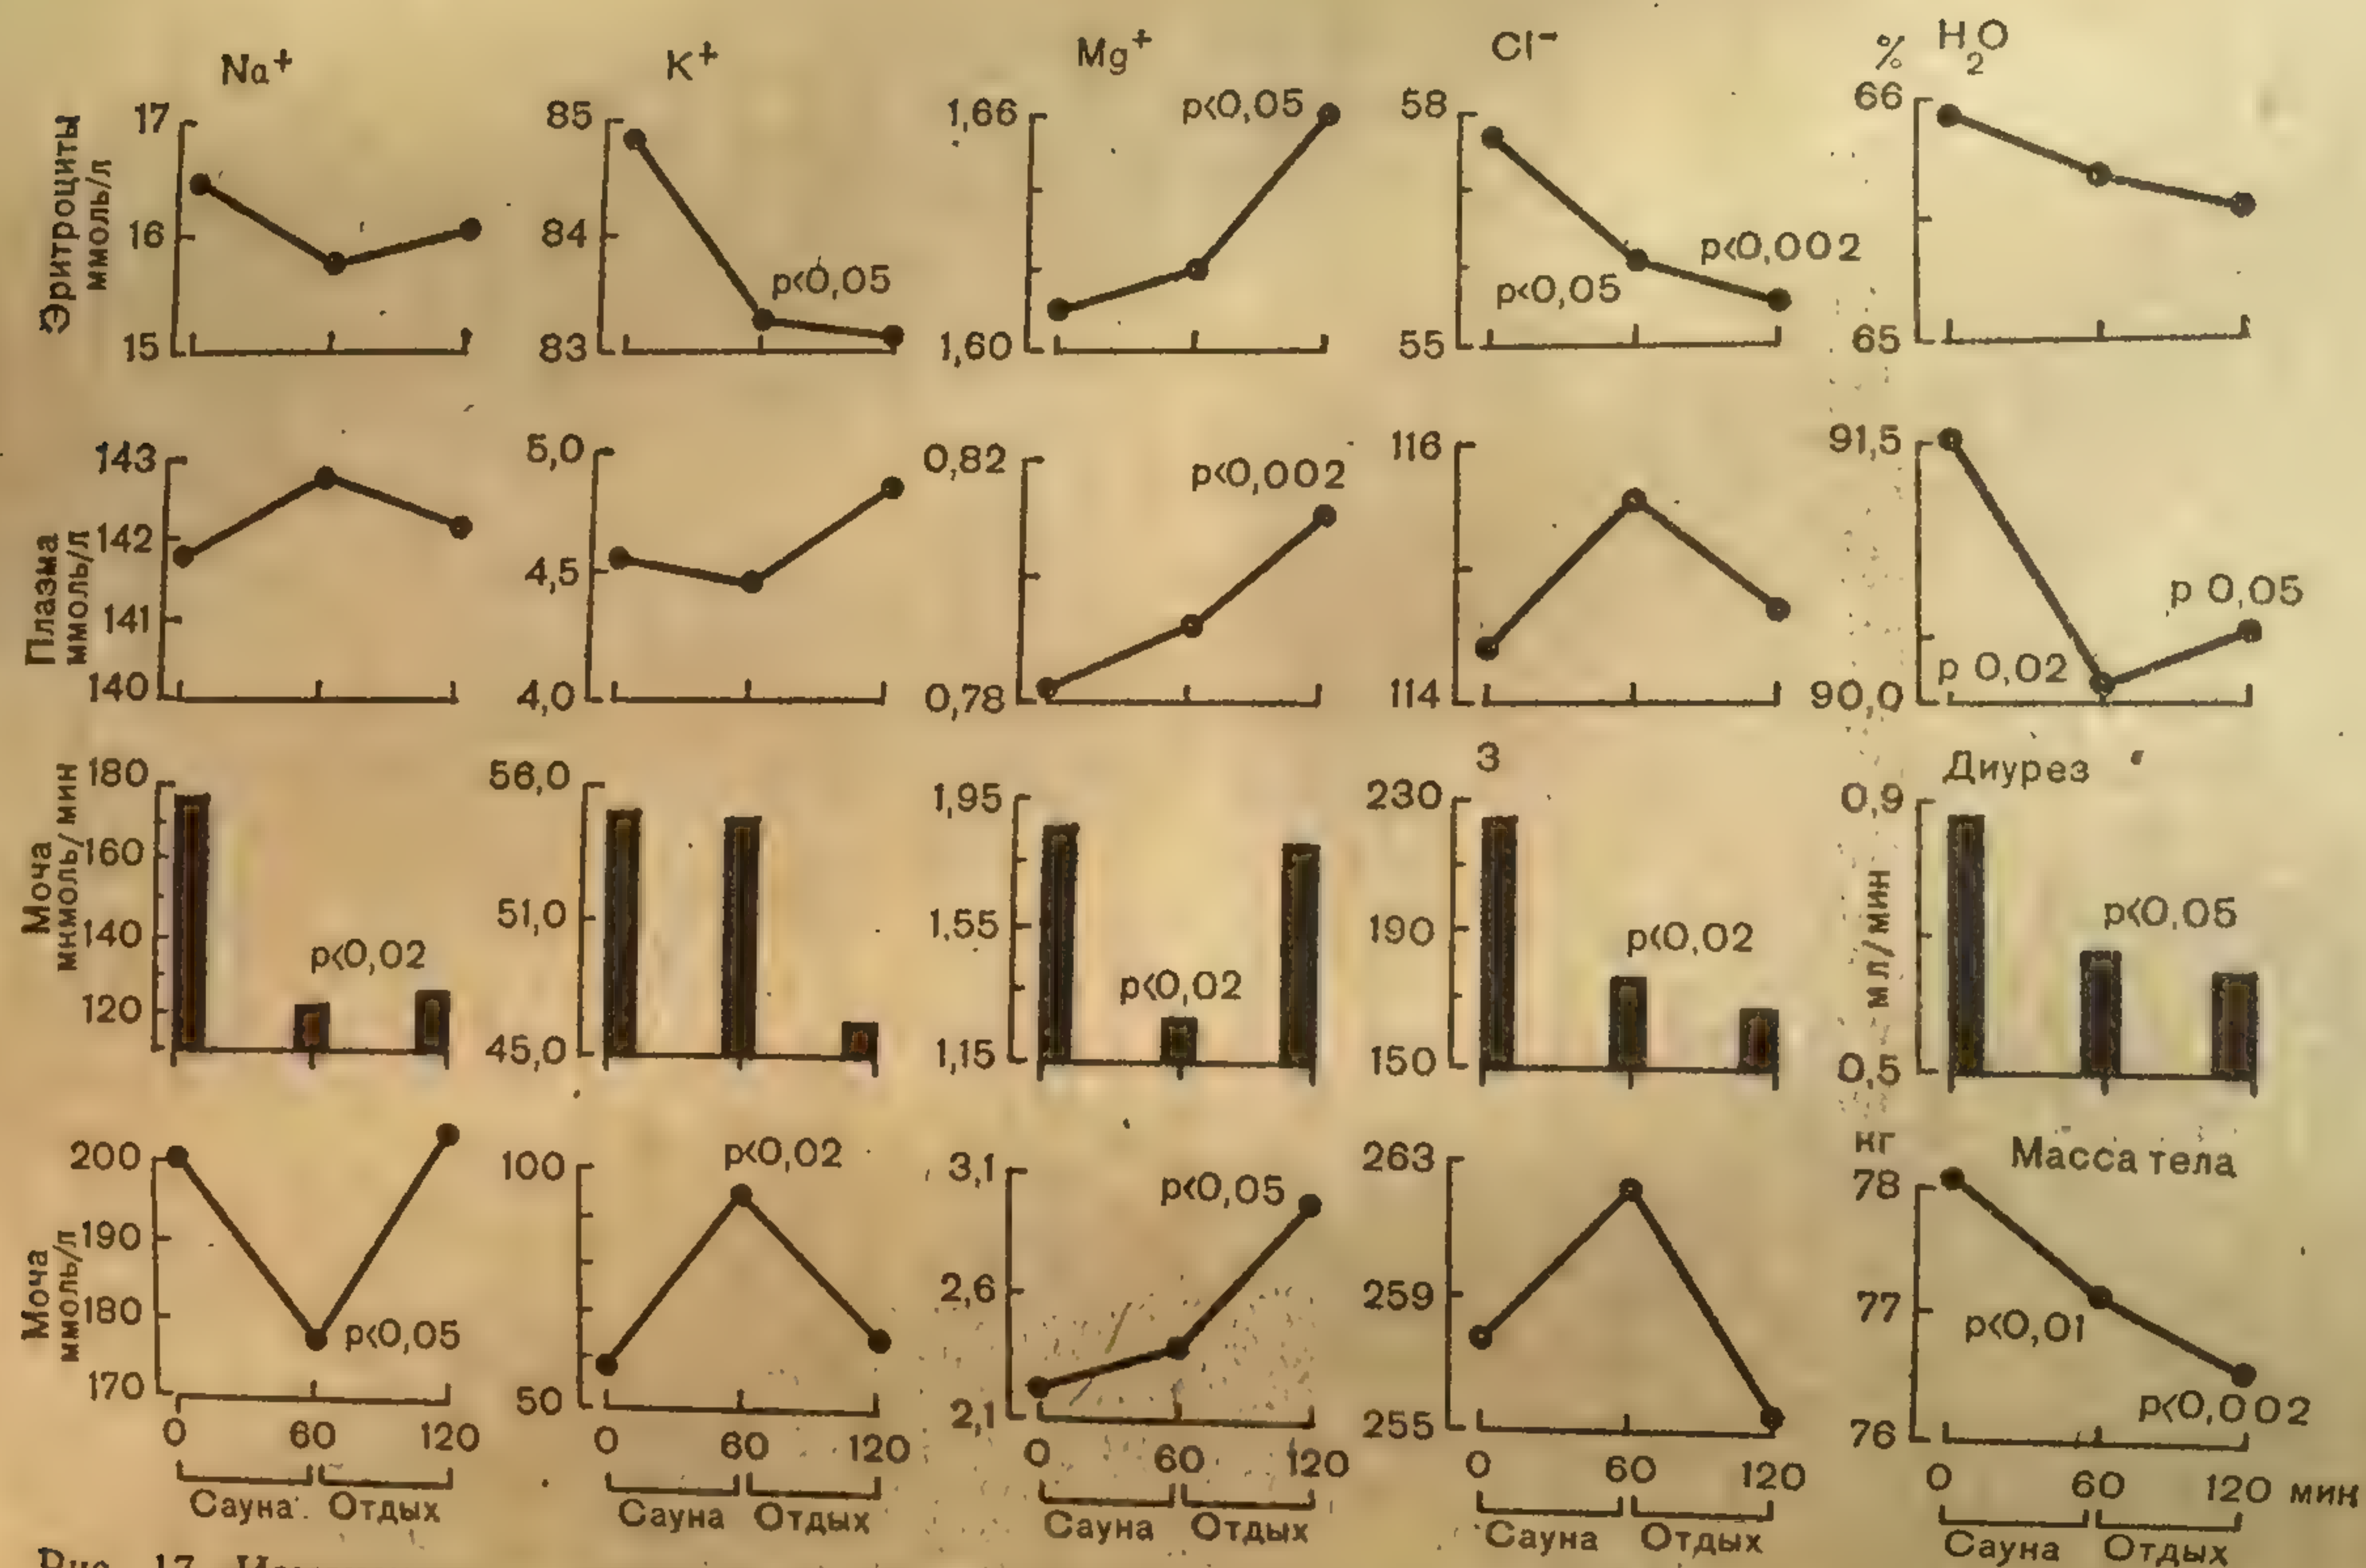 Na+ K+ Mg+ Cl- % H2O
Эритроциты
ммоль/л
17
16
15
85
84
83
p<0,05
1,66
1,60
p<0,05
58
55
p<0,05
p<0,002
66
65
Плазма
ммоль/л
143
142
141
140
5,0
4,5
4,0
0,82
0,78
p<0,002
116
114
91,5
90,0
p 0,02
p 0,05
Моча
мкмоль/мин
180
160
140
120
p<0,02
56,0
51,0
45,0
1,95
1,55
1,15
p<0,02
3
230
190
150
p<0,02
Диурез
0,9
0,5
мл/мин
p<0,05
Моча
ммоль/л
200
190
180
170
p<0,05
100
50
p<0,02
3,1
2,6
2,1
p<0,05
263
259
255
кг
Масса тела
78
77
76
p<0,01
p<0,002
0 60 120 0 60 120 0 60 120 0 60 120 0 60 120 мин
Сауна Отдых Сауна Отдых Сауна Отдых Сауна Отдых Сауна Отдых
Рис. 17.